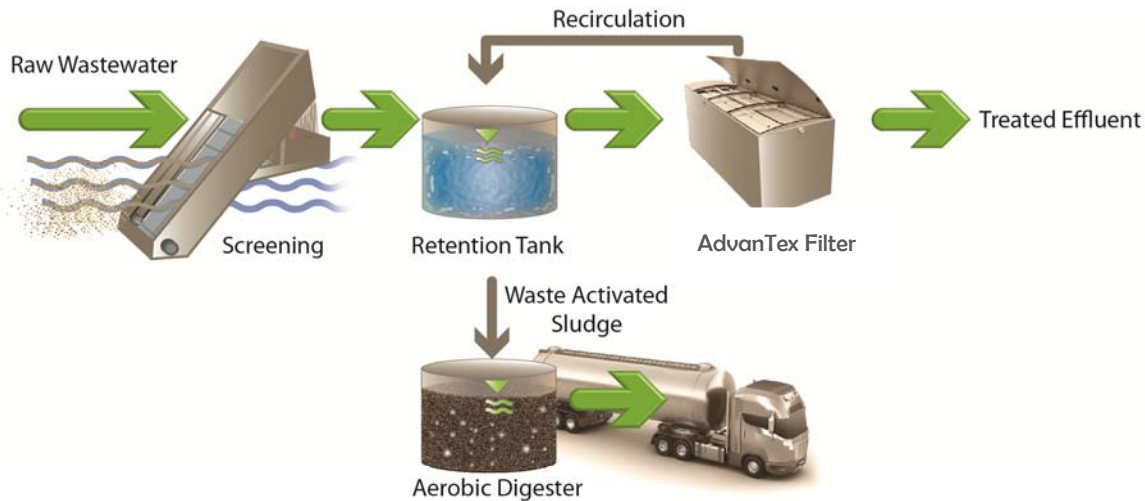 Recirculation
Raw Wastewater
Treated Effluent
Screening
Retention Tank
AdvanTex Filter
Waste Activated
Sludge
Aerobic Digester